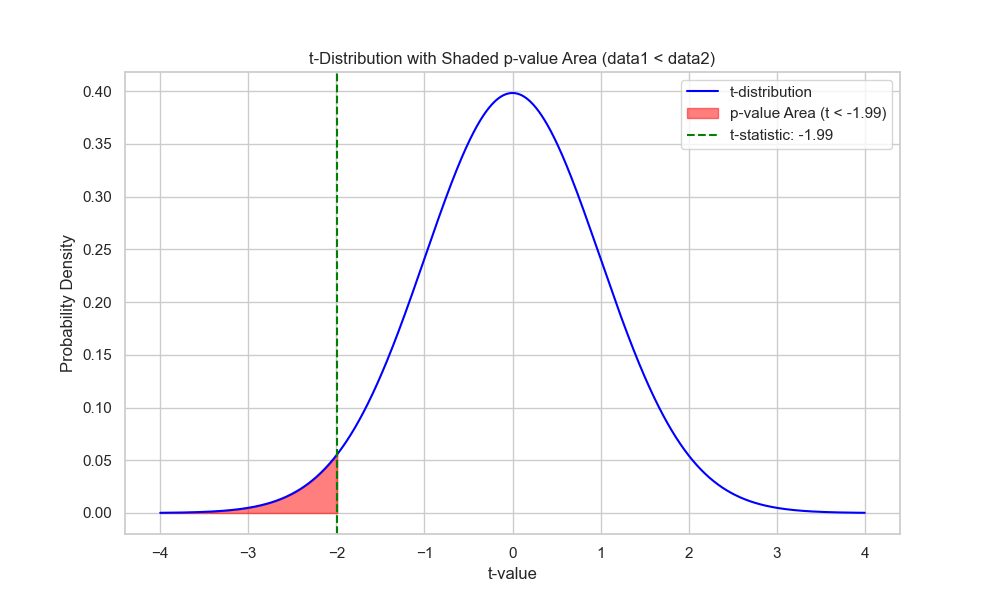 t-Distribution with Shaded p-value Area (data1 < data2)
t-distribution
p-value Area (t < -1.99)
t-statistic: -1.99
Probability Density
0.40
0.35
0.30
0.25
0.20
0.15
0.10
0.05
0.00
−4 −3 −2 −1 0 1 2 3 4
t-value